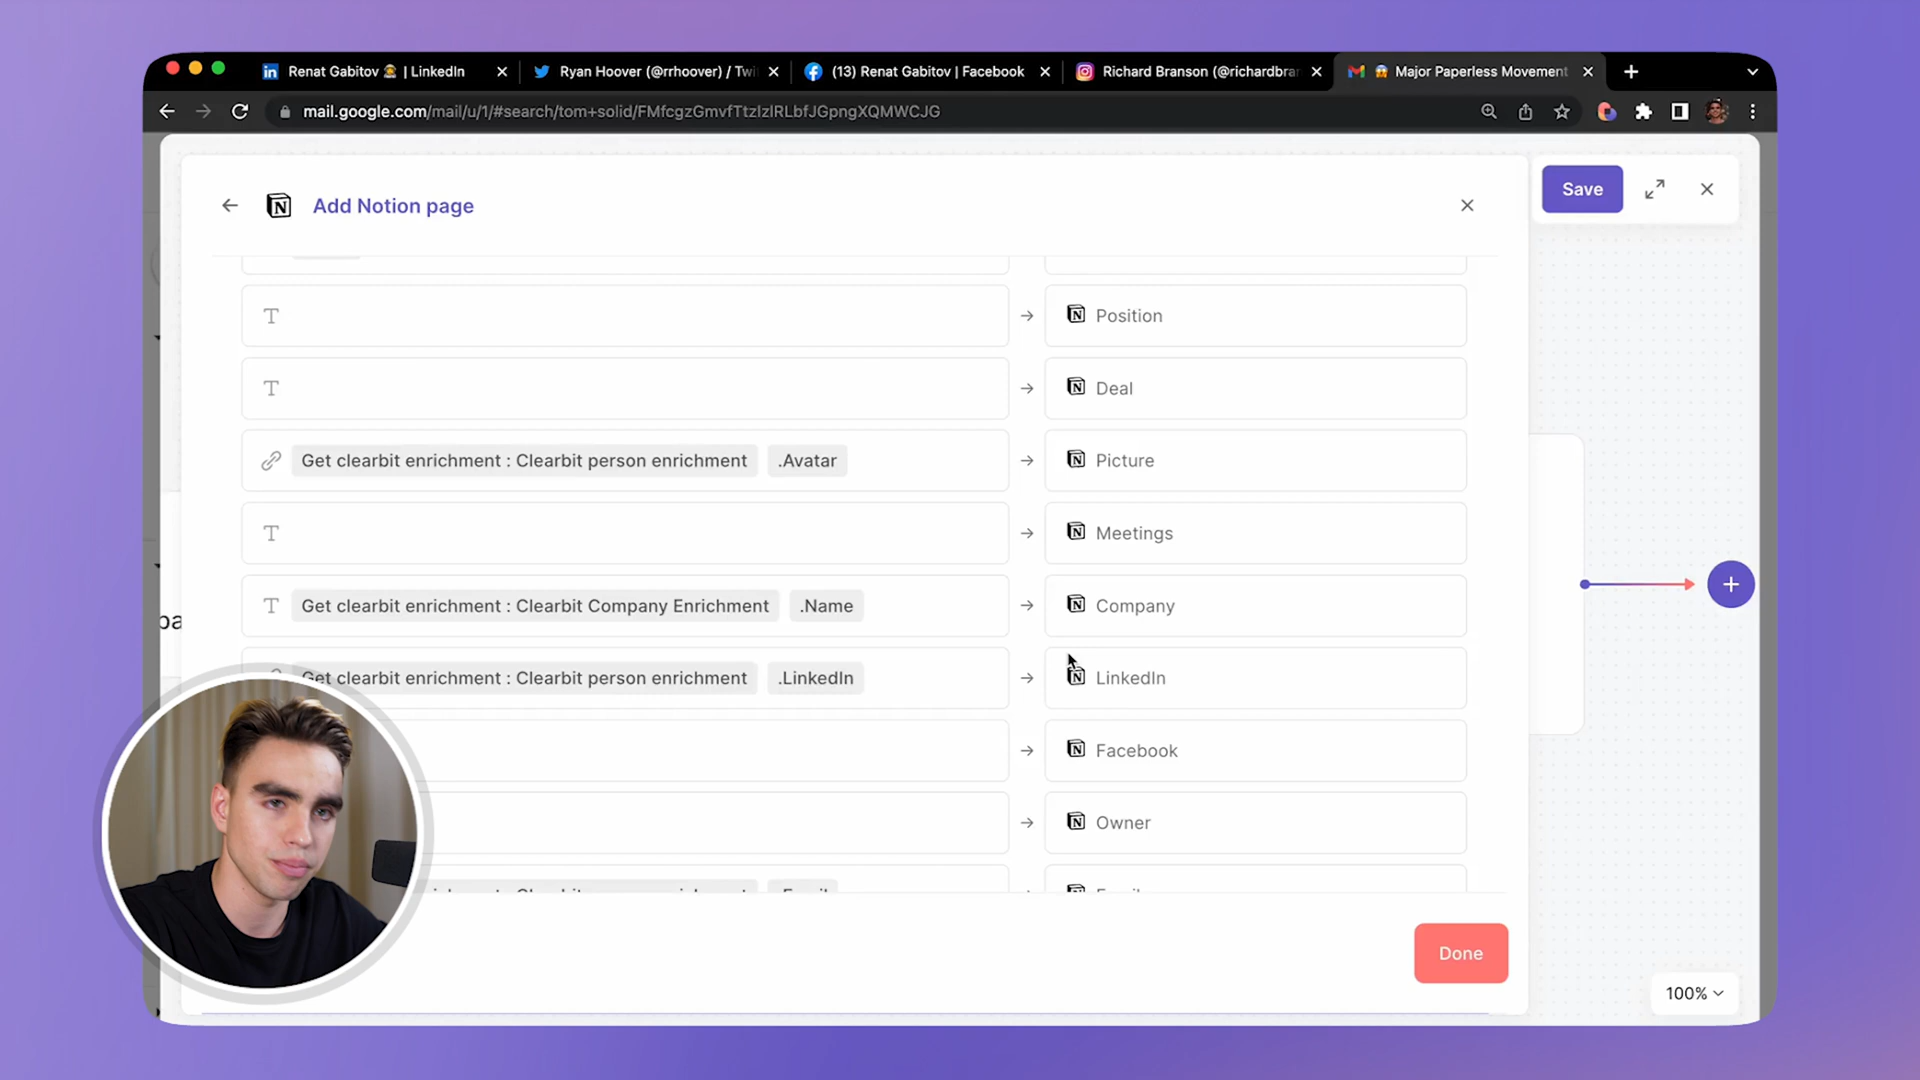 Renat Gabitov 👨‍🚀 | LinkedIn
Ryan Hoover (@rrhoover) / Twi
(13) Renat Gabitov | Facebook
Richard Branson (@richardbra
😱 Major Paperless Movement
mail.google.com/mail/u/1/#search/tom+solid/FMfcgzGmvfTtzIzlRLbfJGpngXQMWCJG
Add Notion page
Save
Position
Deal
Get clearbit enrichment : Clearbit person enrichment .Avatar
Picture
Meetings
Get clearbit enrichment : Clearbit Company Enrichment .Name
Company
Get clearbit enrichment : Clearbit person enrichment .LinkedIn
LinkedIn
Facebook
Owner
Done
100%